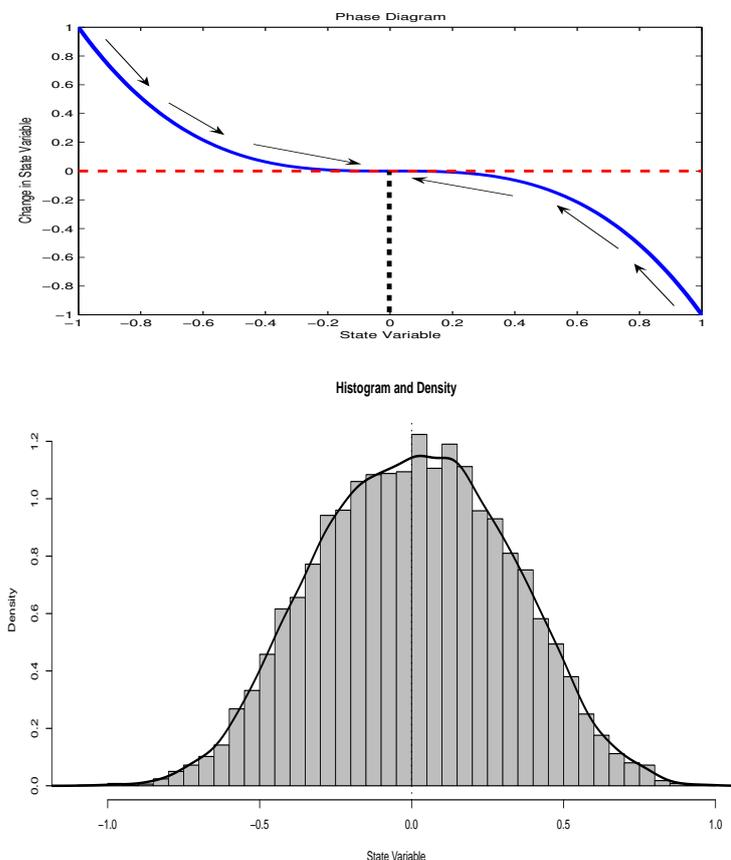 Phase Diagram
Change in State Variable
1
0.8
0.6
0.4
0.2
0
−0.2
−0.4
−0.6
−0.8
−1
−1 −0.8 −0.6 −0.4 −0.2 0 0.2 0.4 0.6 0.8 1
State Variable
Histogram and Density
Density
1.2
1.0
0.8
0.6
0.4
0.2
0.0
−1.0 −0.5 0.0 0.5 1.0
State Variable